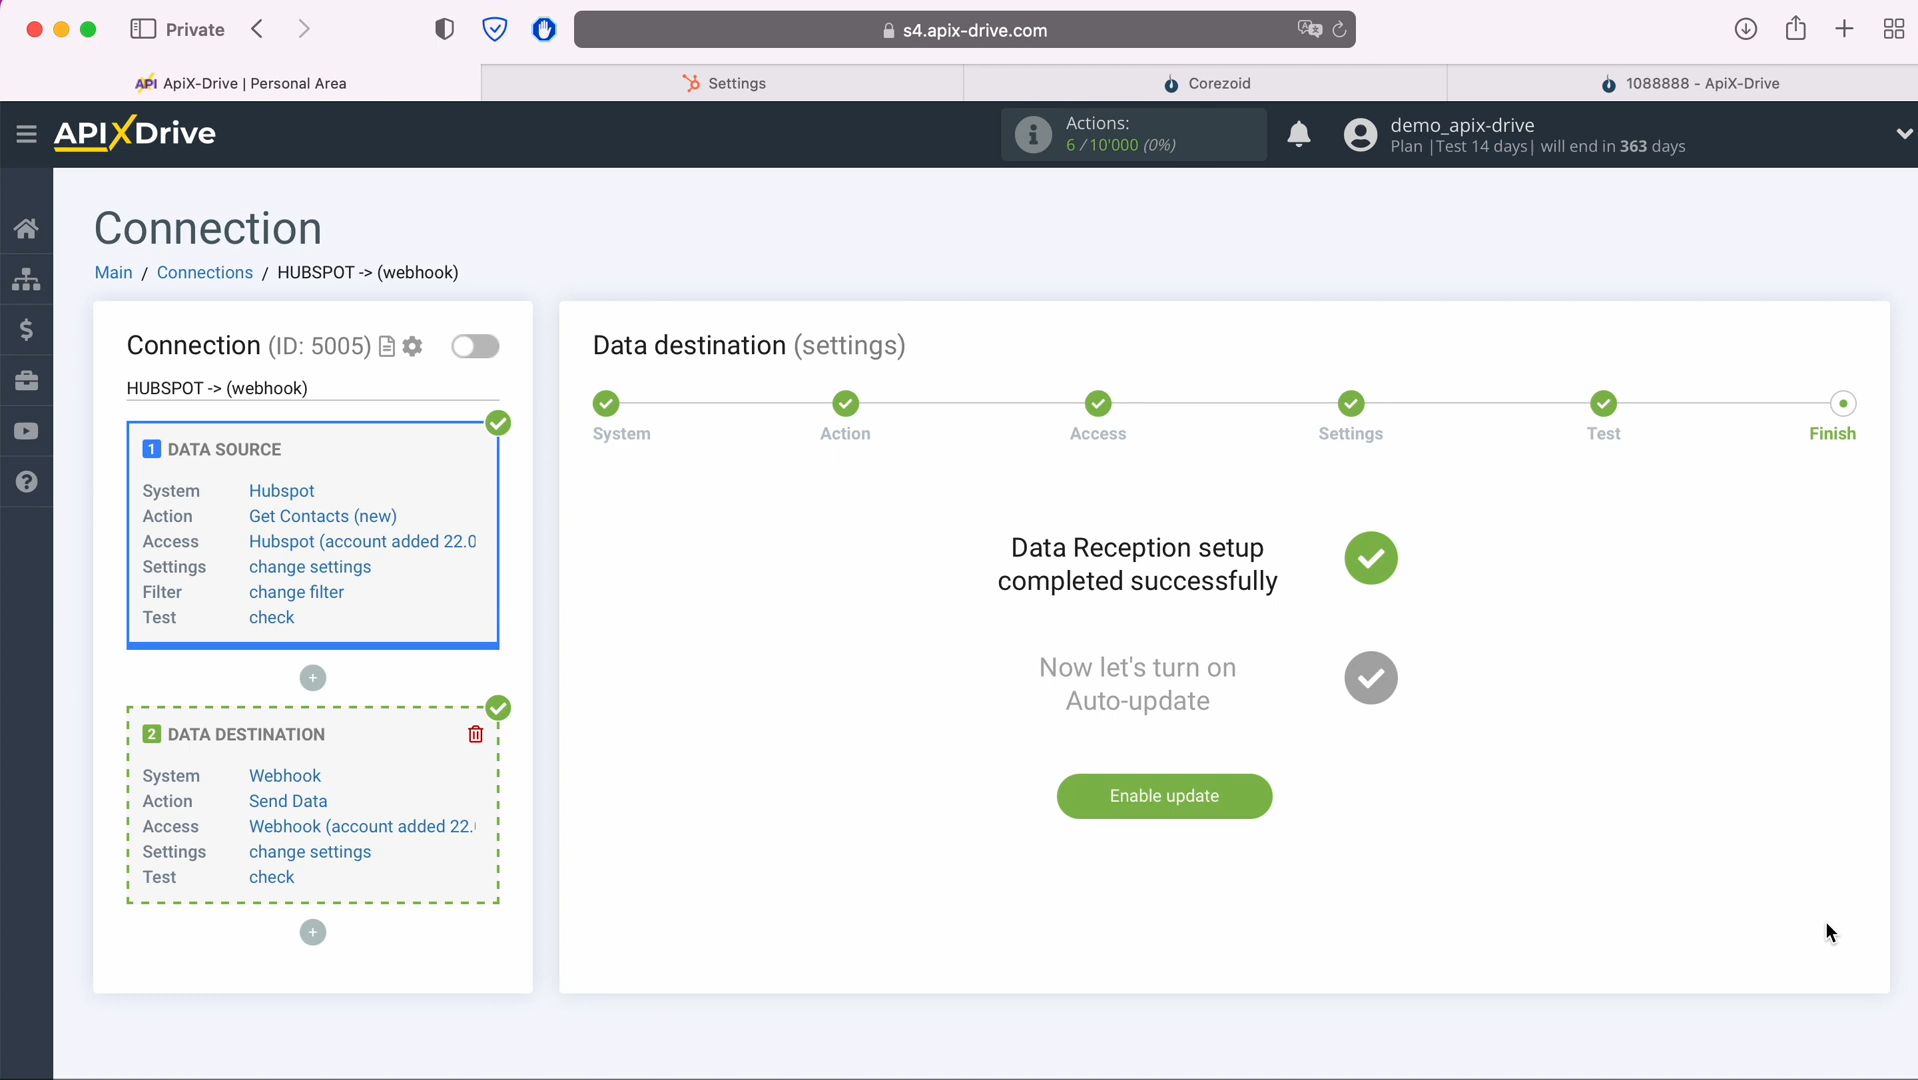 Private
s4.apix-drive.com
API ApiX-Drive | Personal Area
Settings
Corezoid
1088888 - ApiX-Drive
APIXDrive
Actions:
6 / 10'000 (0%)
demo_apix-drive
Plan |Test 14 days| will end in 363 days
Connection
Main / Connections / HUBSPOT -> (webhook)
Connection (ID: 5005)
HUBSPOT -> (webhook)
1 DATA SOURCE
System Hubspot
Action Get Contacts (new)
Access Hubspot (account added 22.0
Settings change settings
Filter change filter
Test check
2 DATA DESTINATION
System Webhook
Action Send Data
Access Webhook (account added 22.
Settings change settings
Test check
Data destination (settings)
System
Action
Access
Settings
Test
Finish
Data Reception setup
completed successfully
Now let's turn on
Auto-update
Enable update